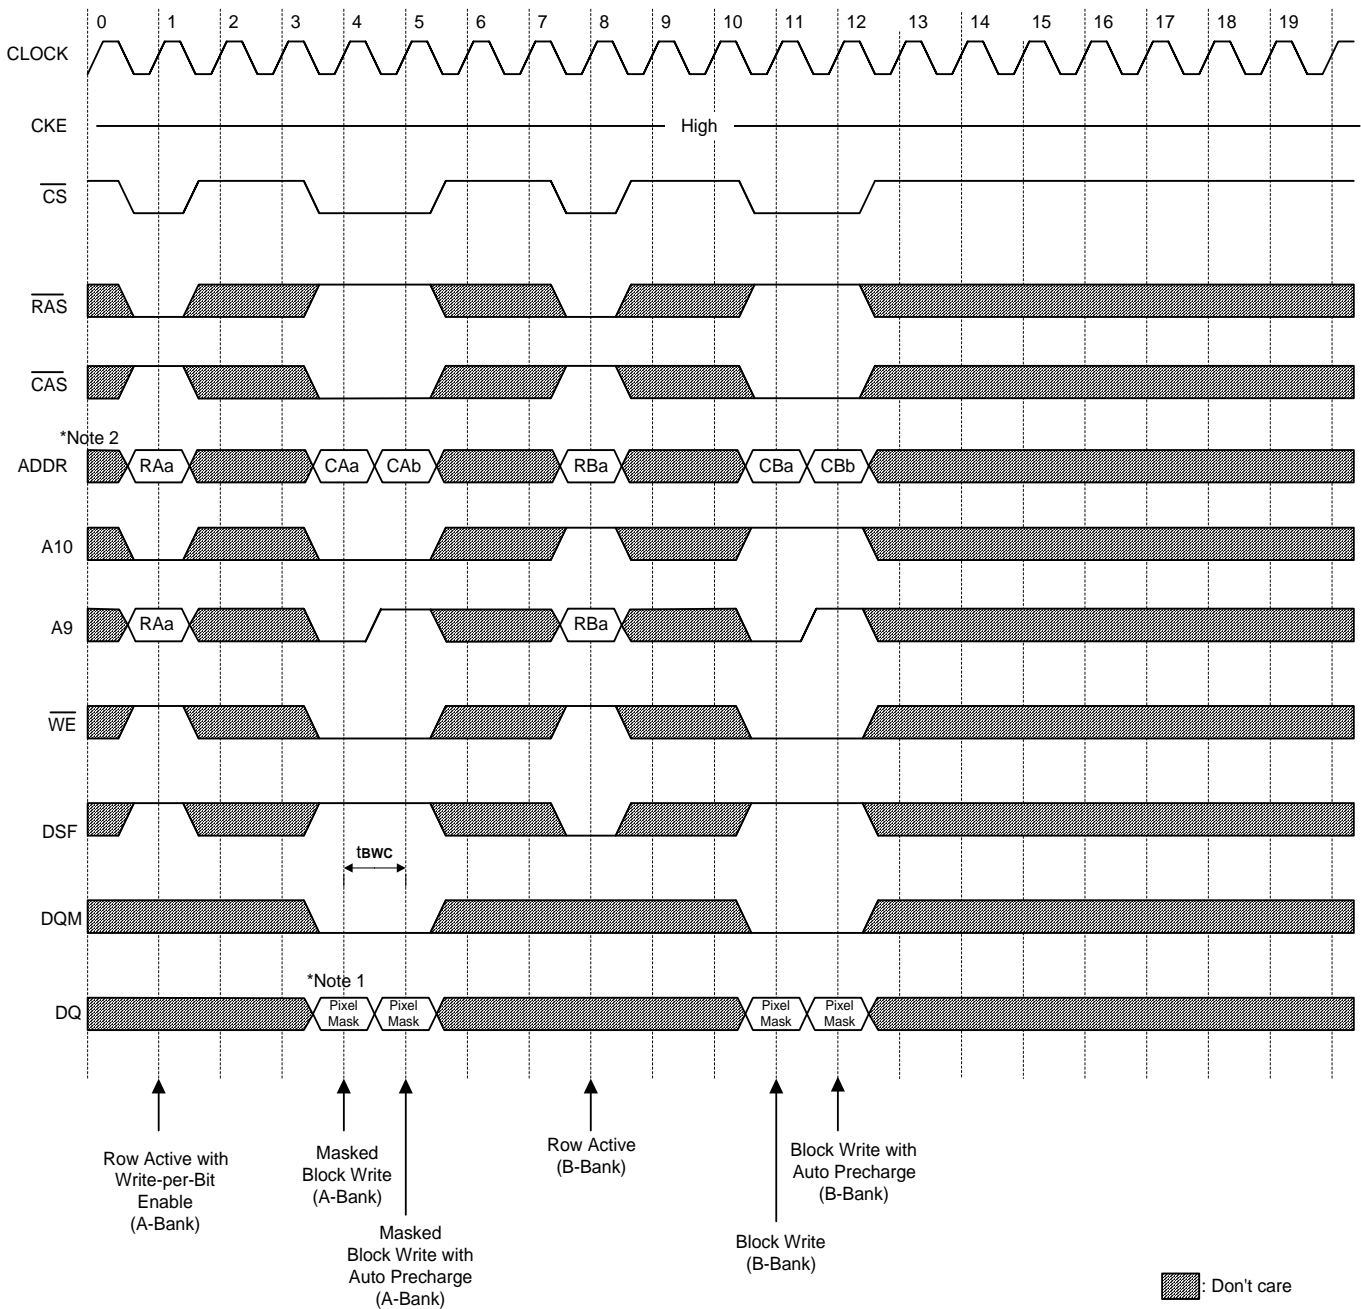 0 1 2 3 4 5 6 7 8 9 10 11 12 13 14 15 16 17 18 19
CLOCK
CKE High
CS
RAS
CAS
*Note 2
ADDR RAa CAa CAb RBa CBa CBb
A10
A9 RAa RBa
WE
DSF
tBWC
DQM
*Note 1
DQ Pixel Mask Pixel Mask Pixel Mask Pixel Mask
Row Active with
Write-per-Bit
Enable
(A-Bank)
Masked
Block Write
(A-Bank)
Masked
Block Write with
Auto Precharge
(A-Bank)
Row Active
(B-Bank)
Block Write
(B-Bank)
Block Write with
Auto Precharge
(B-Bank)
: Don't care